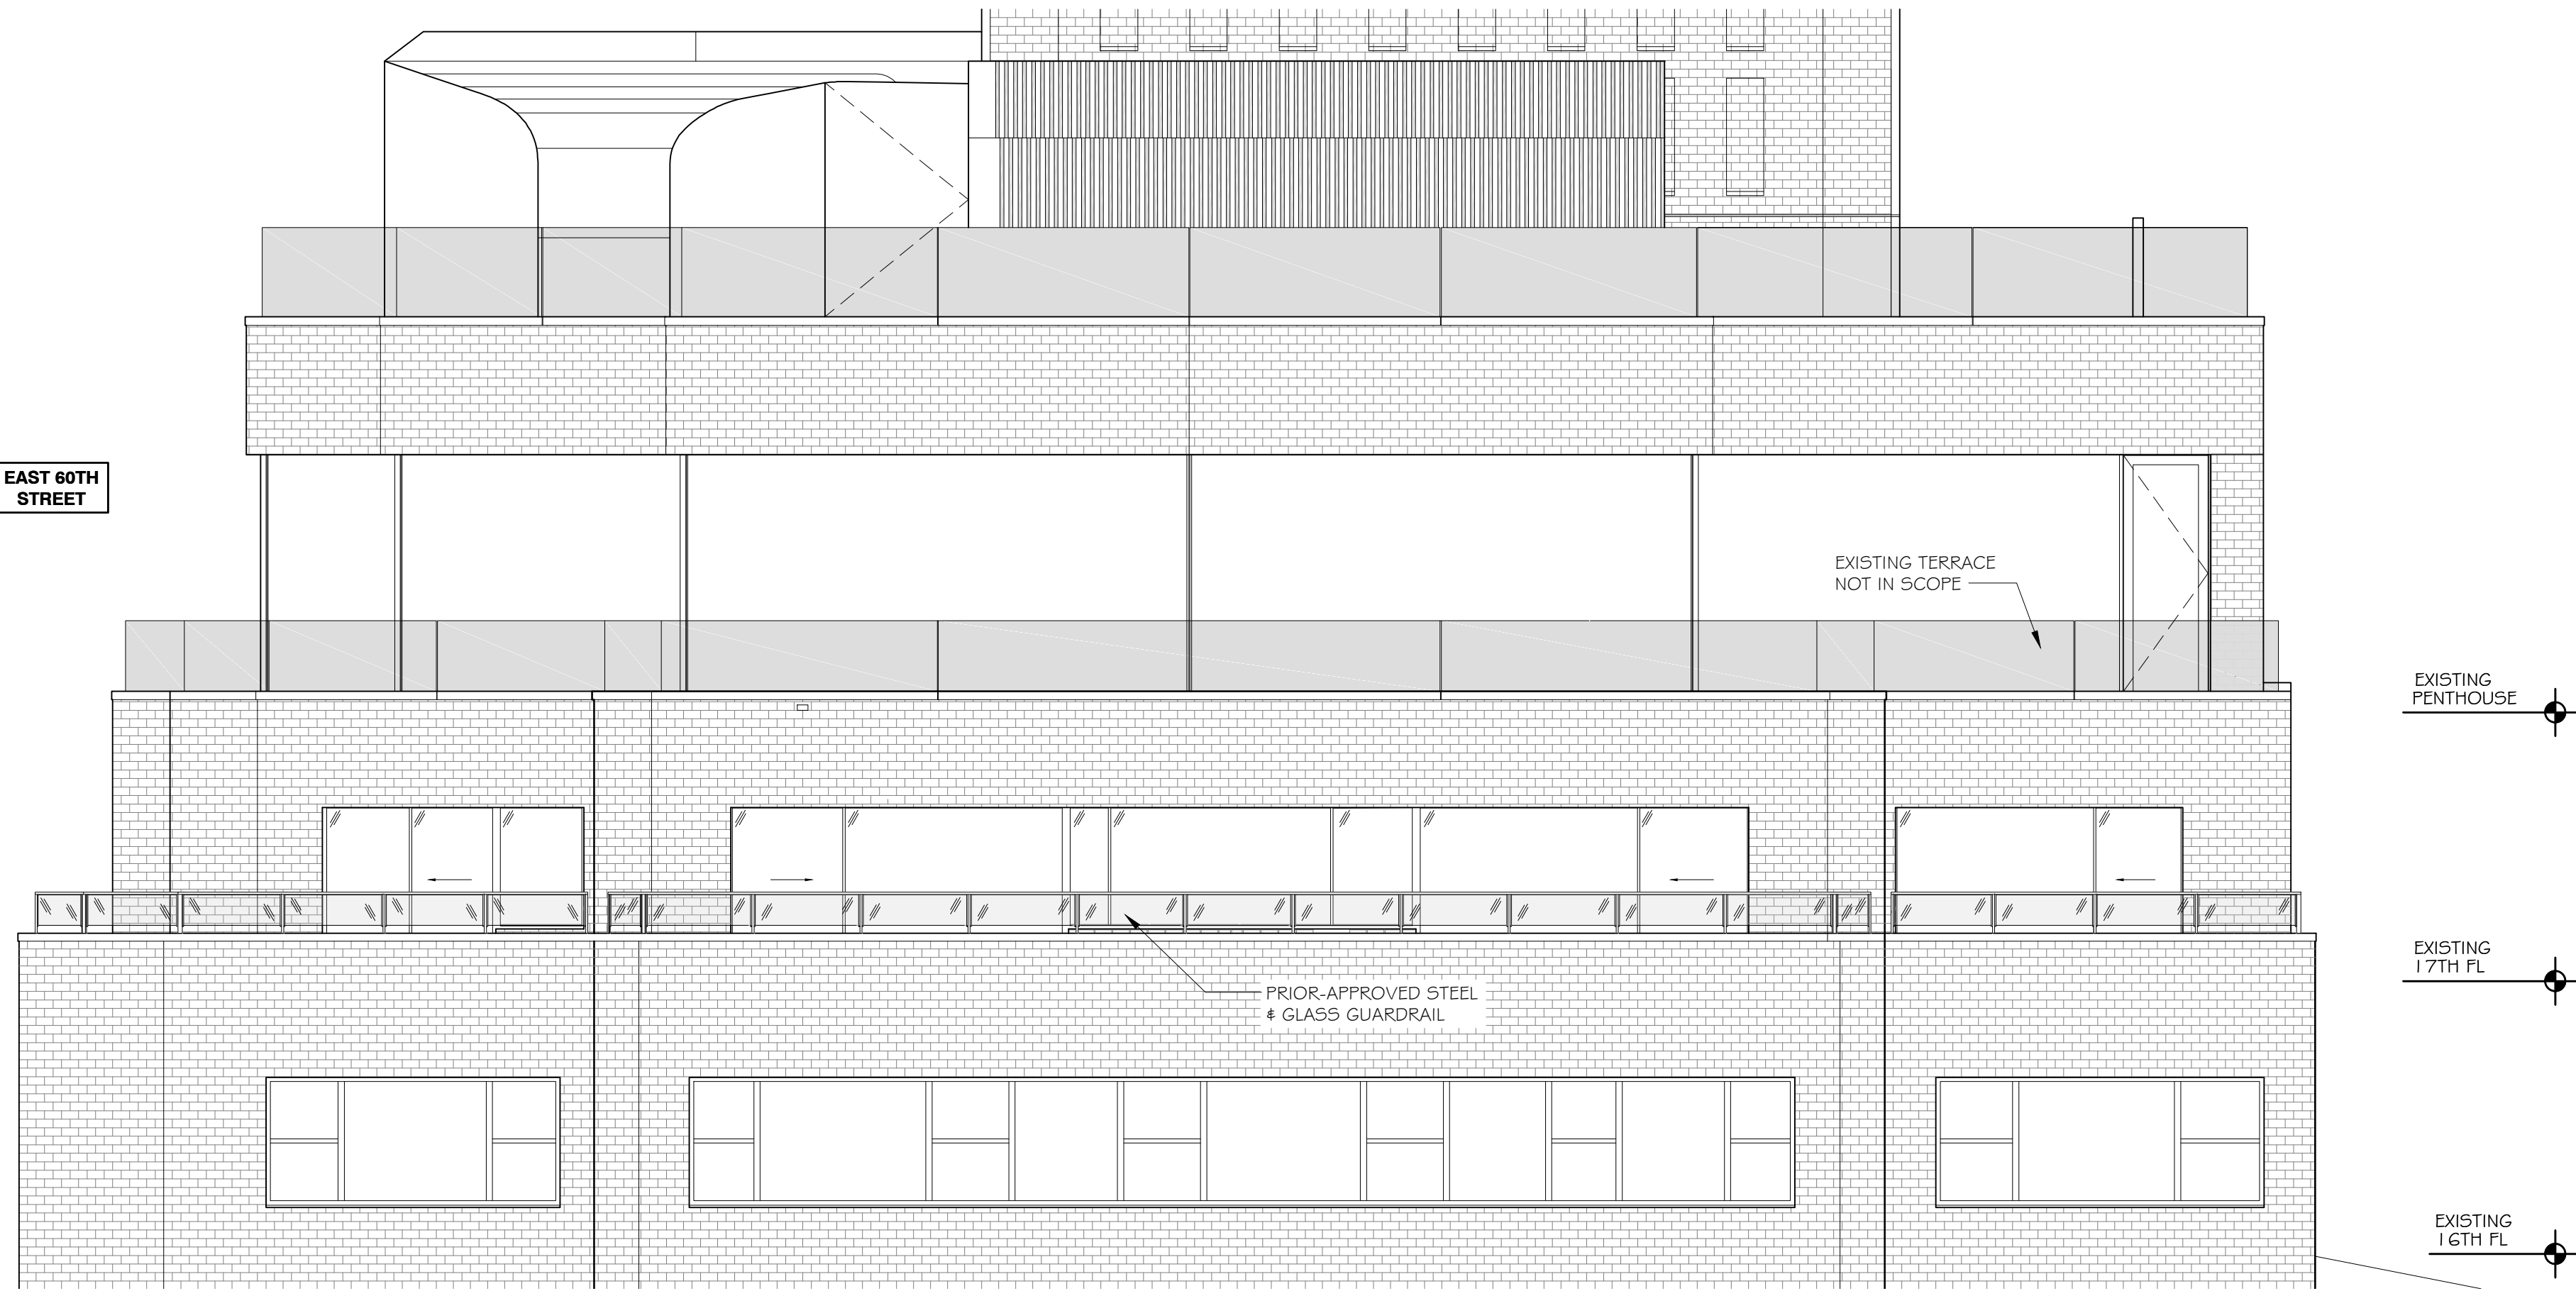 EAST 60TH
STREET
EXISTING TERRACE
NOT IN SCOPE
EXISTING
PENTHOUSE
EXISTING
17TH FL
PRIOR-APPROVED STEEL
& GLASS GUARDRAIL
EXISTING
16TH FL